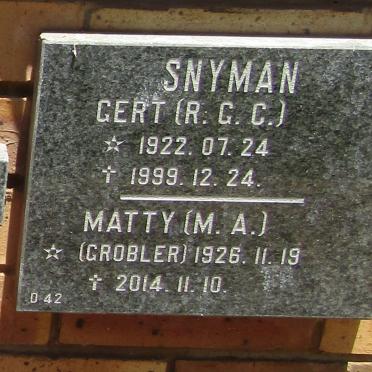 SNYMAN
GERT (R. G. C.)
☆ 1922. 07. 24
† 1999. 12. 24.
MATTY (M. A.)
☆ (GROBLER) 1926. 11. 19
† 2014. 11. 10.
D 42